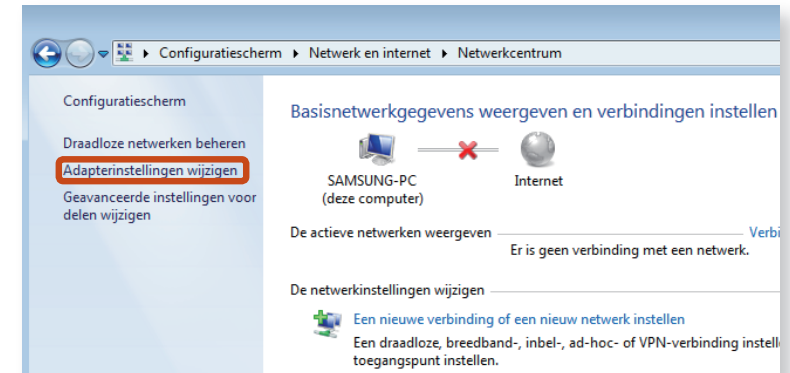 Configuratiescherm ▸ Netwerk en internet ▸ Netwerkcentrum
Configuratiescherm
Draadloze netwerken beheren
Adapterinstellingen wijzigen
Geavanceerde instellingen voor
delen wijzigen
Basisnetwerkgegevens weergeven en verbindingen instellen
SAMSUNG-PC
(deze computer)
Internet
De actieve netwerken weergeven
Verbi
Er is geen verbinding met een netwerk.
De netwerkinstellingen wijzigen
Een nieuwe verbinding of een nieuw netwerk instellen
Een draadloze, breedband-, inbel-, ad-hoc- of VPN-verbinding instell
toegangspunt instellen.